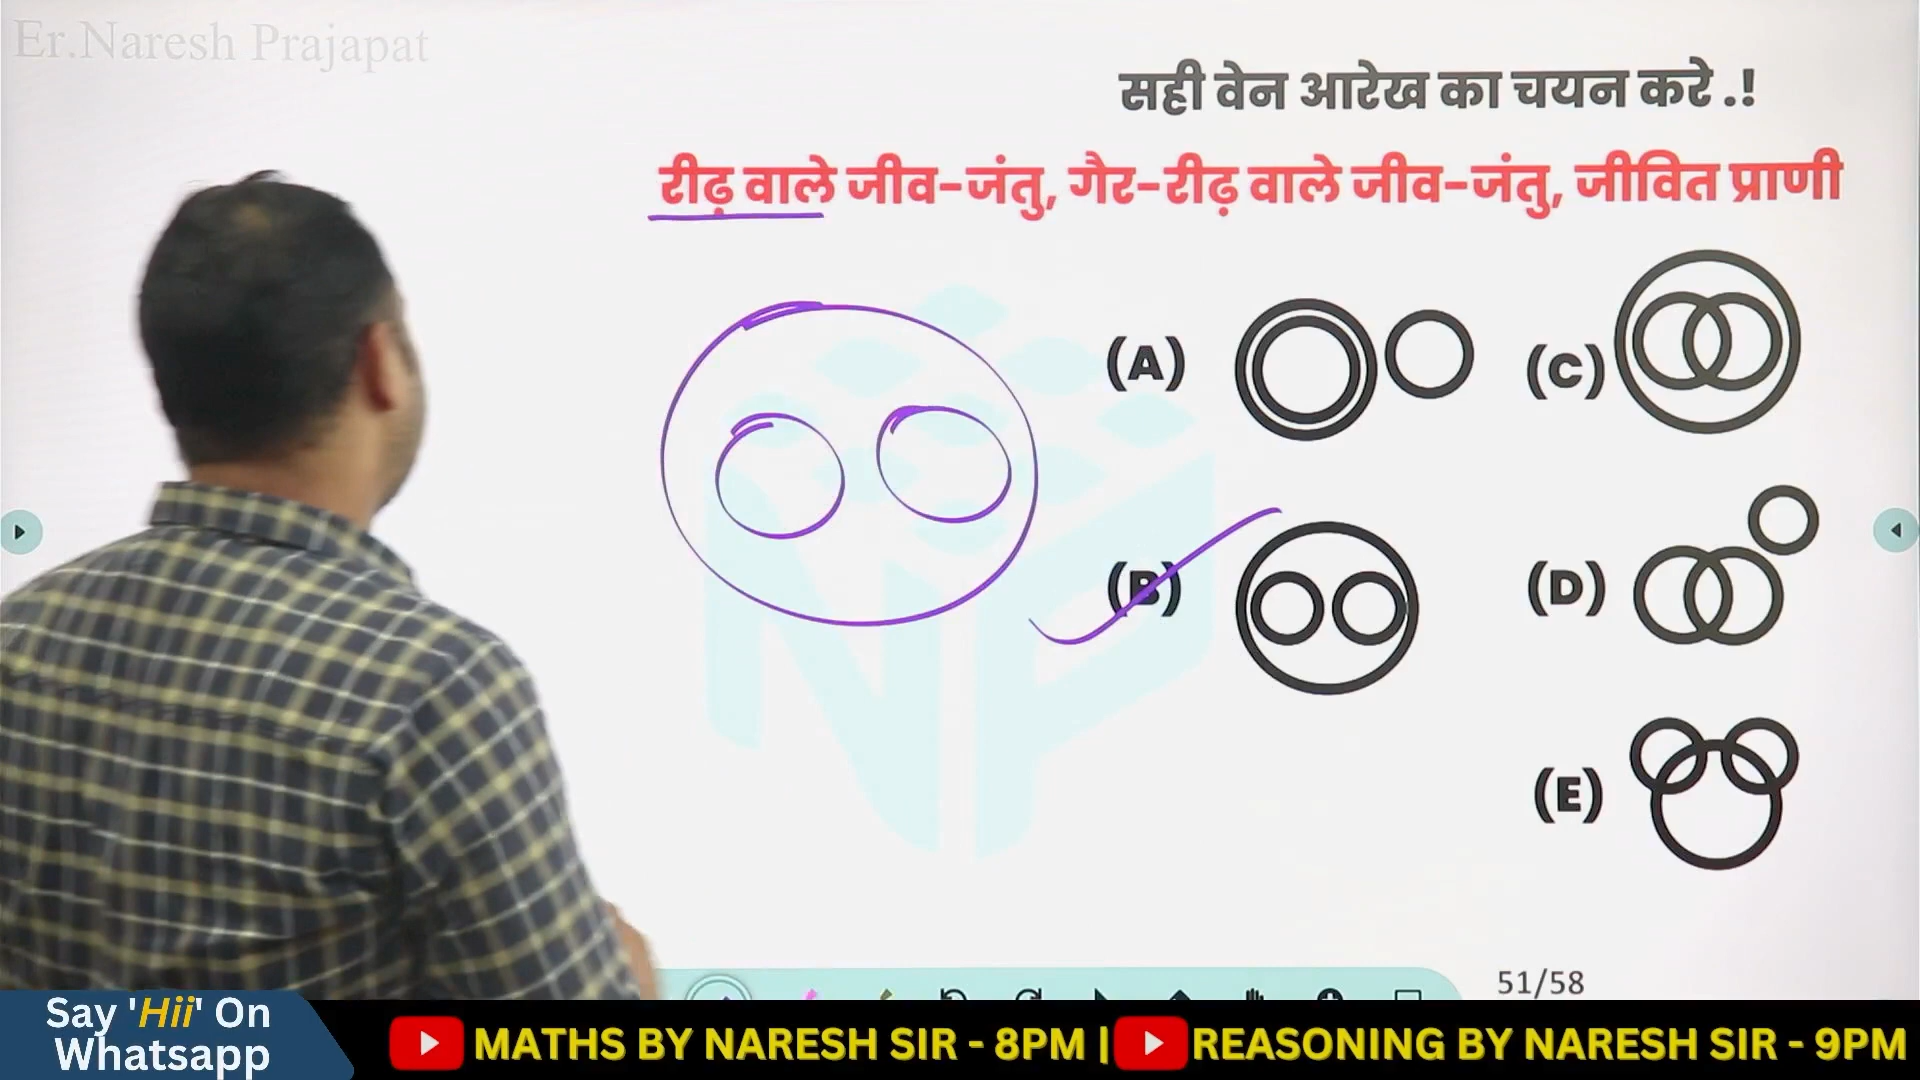 Er.Naresh Prajapat
सही वेन आरेख का चयन करे .!
रीढ़ वाले जीव-जंतु, गैर-रीढ़ वाले जीव-जंतु, जीवित प्राणी
(A)
(C)
(B)
(D)
(E)
51/58
Say 'Hii' On
Whatsapp
MATHS BY NARESH SIR - 8PM | REASONING BY NARESH SIR - 9PM